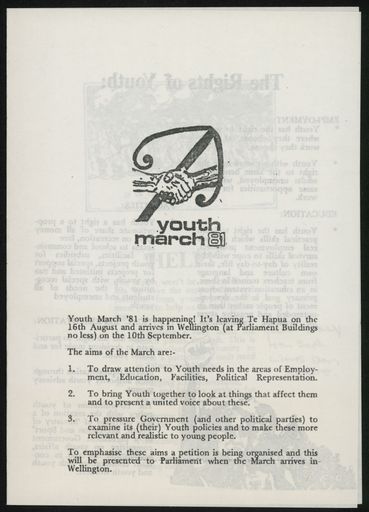 youth
march 81
Youth March '81 is happening! It's leaving Te Hapua on the
16th August and arrives in Wellington (at Parliament Buildings
no less) on the 10th September.
The aims of the March are:-
1. To draw attention to Youth needs in the areas of Employ-
ment, Education, Facilities, Political Representation.
2. To bring Youth together to look at things that affect them
and to present a united voice about these.
3. To pressure Government (and other political parties) to
examine its (their) Youth policies and to make these more
relevant and realistic to young people.
To emphasise these aims a petition is being organised and this
will be presented to Parliament when the March arrives in
Wellington.